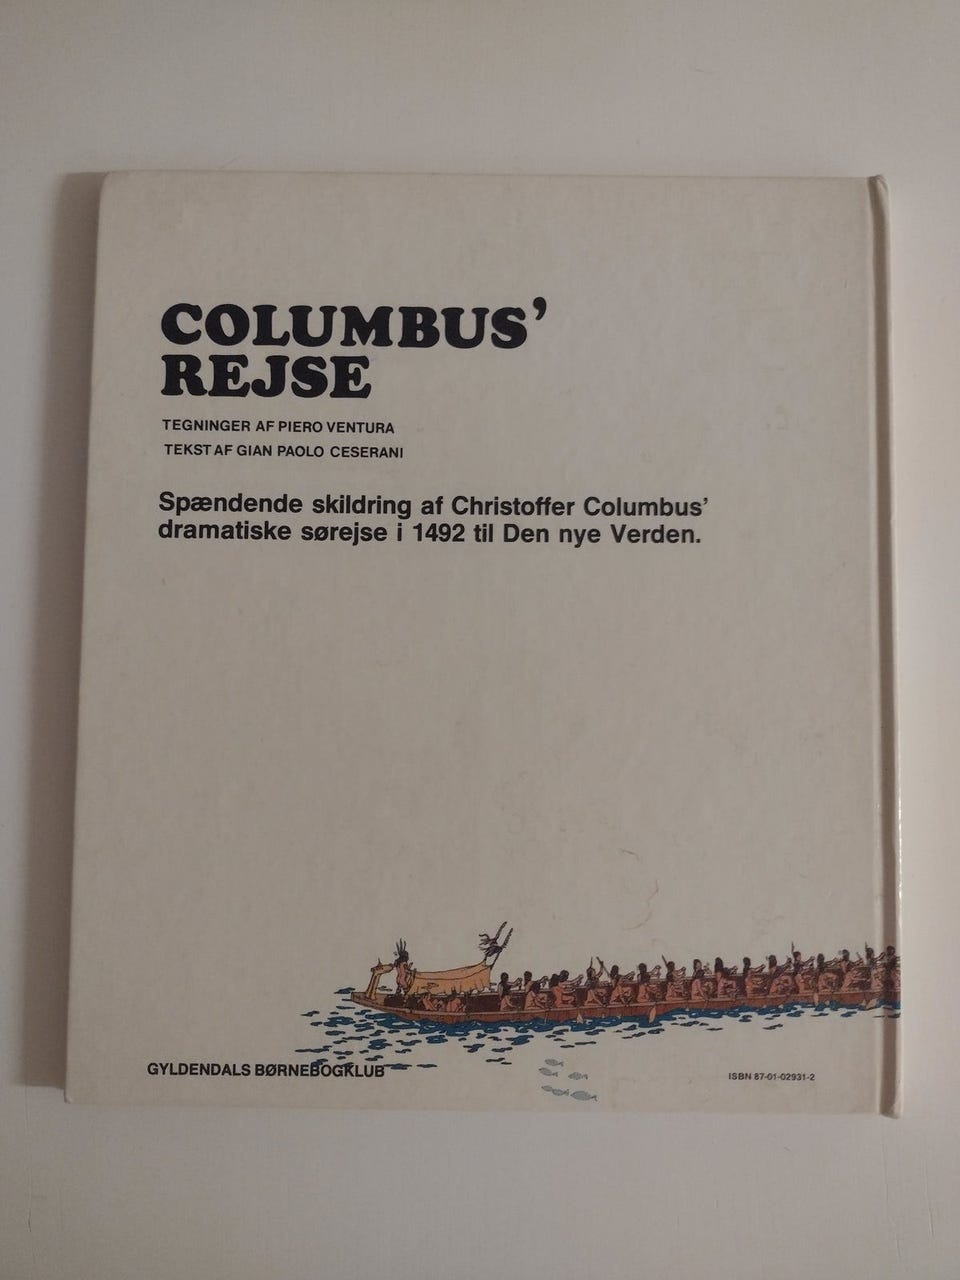 COLUMBUS'
REJSE
TEGNINGER AF PIERO VENTURA
TEKST AF GIAN PAOLO CESERANI
Spændende skildring af Christoffer Columbus'
dramatiske sørejse i 1492 til Den nye Verden.
GYLDENDALS BØRNEBOGKLUB
ISBN 87-01-02931-2